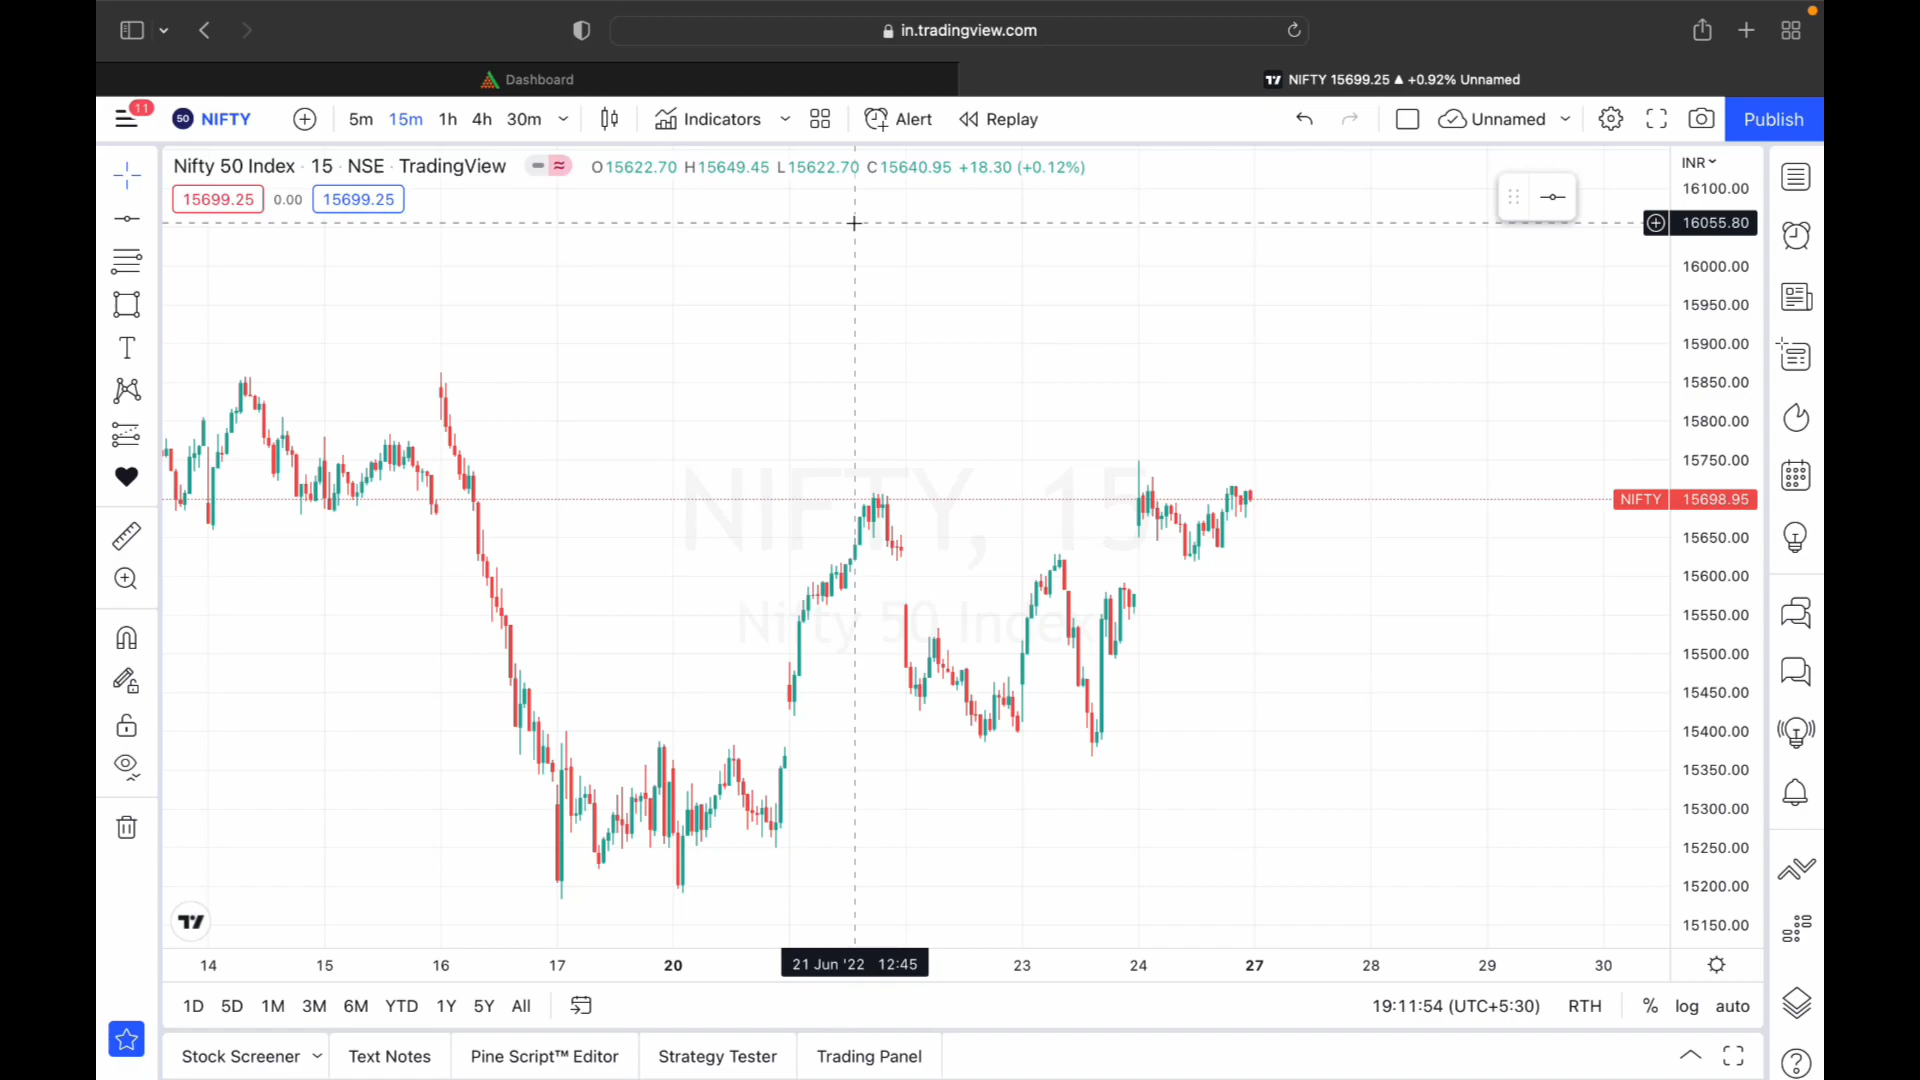 in.tradingview.com
Dashboard
NIFTY 15699.25 ▲ +0.92% Unnamed
11
50 NIFTY
5m 15m 1h 4h 30m
Indicators
Alert
Replay
Unnamed
Publish
Nifty 50 Index · 15 · NSE · TradingView
O15622.70 H15649.45 L15622.70 C15640.95 +18.30 (+0.12%)
INR
15699.25 0.00 15699.25
16100.00
16055.80
16000.00
15950.00
15900.00
15850.00
15800.00
15750.00
NIFTY 15698.95
15650.00
15600.00
15550.00
15500.00
15450.00
15400.00
15350.00
15300.00
15250.00
15200.00
15150.00
NIFTY, 15
Nifty 50 Index
14 15 16 17 20 21 Jun '22 12:45 23 24 27 28 29 30
1D 5D 1M 3M 6M YTD 1Y 5Y All
19:11:54 (UTC+5:30) RTH % log auto
Stock Screener
Text Notes
Pine Script™ Editor
Strategy Tester
Trading Panel